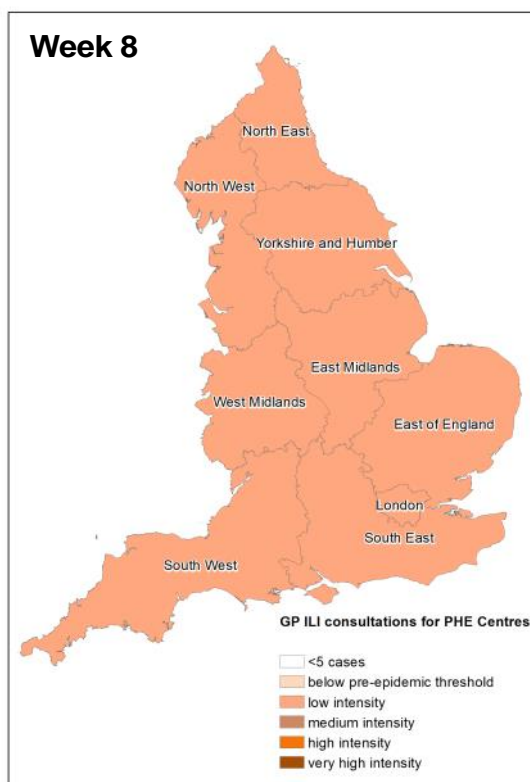 Week 8
North East
North West
Yorkshire and Humber
East Midlands
West Midlands
East of England
London
South East
South West
GP ILI consultations for PHE Centres
<5 cases
below pre-epidemic threshold
low intensity
medium intensity
high intensity
very high intensity